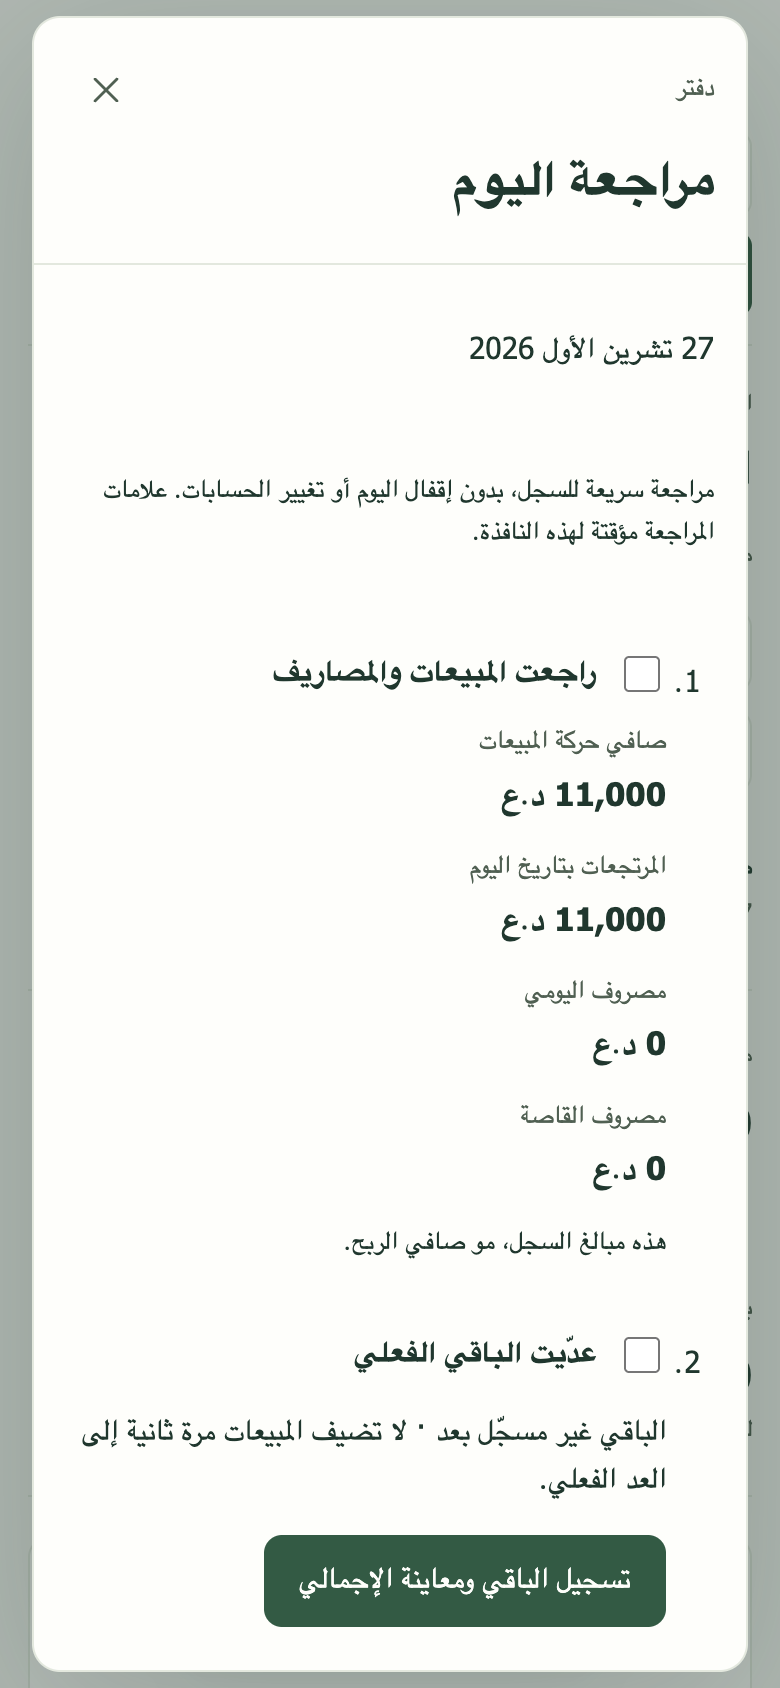 دفتر
مراجعة اليوم
27 تشرين الأول 2026
مراجعة سريعة للسجل، بدون إقفال اليوم أو تغيير الحسابات. علامات
المراجعة مؤقتة لهذه النافذة.
1. راجعت المبيعات والمصاريف
صافي حركة المبيعات
11,000 د.ع
المرتجعات بتاريخ اليوم
11,000 د.ع
مصروف اليومي
0 د.ع
مصروف القاصة
0 د.ع
هذه مبالغ السجل، مو صافي الربح.
2. عدّيت الباقي الفعلي
الباقي غير مسجّل بعد · لا تضيف المبيعات مرة ثانية إلى
العد الفعلي.
تسجيل الباقي ومعاينة الإجمالي